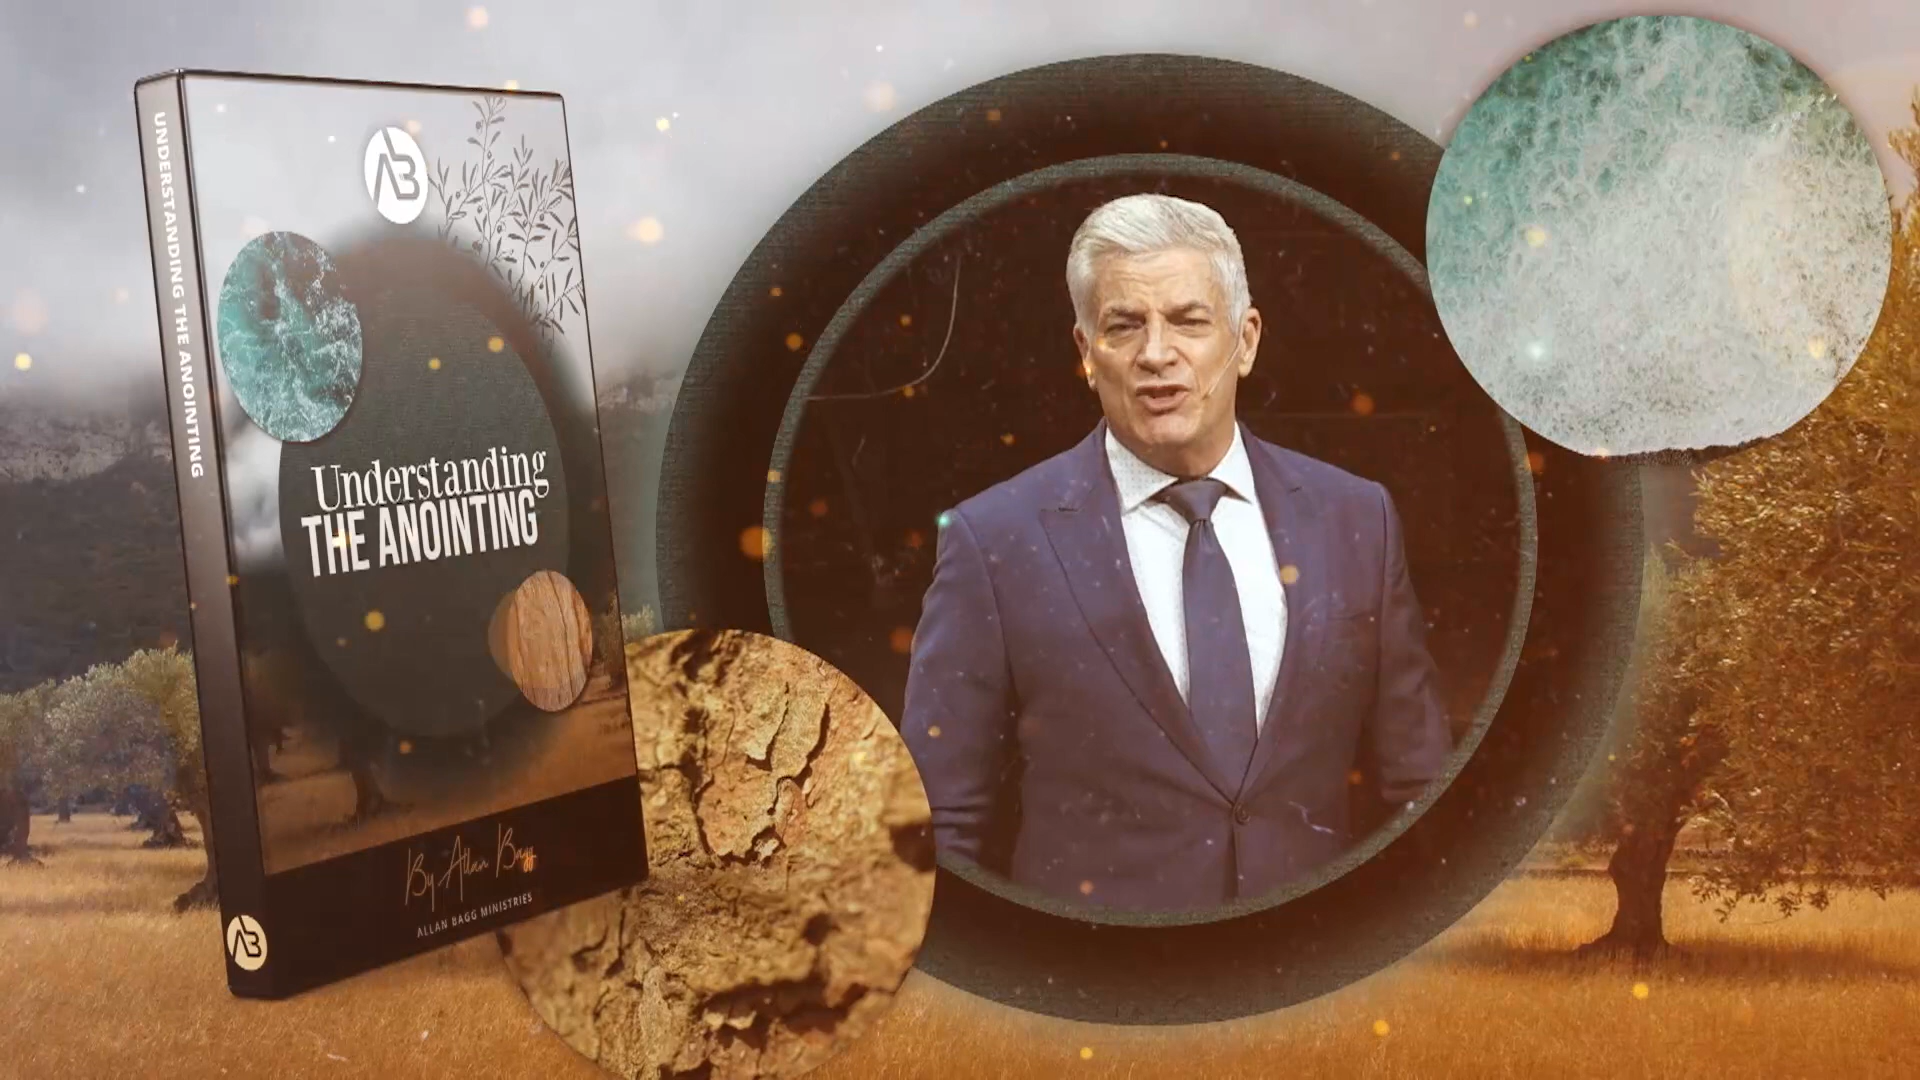 UNDERSTANDING THE ANOINTING
AB
Understanding
THE ANOINTING
By Allan Bagg
ALLAN BAGG MINISTRIES
AB